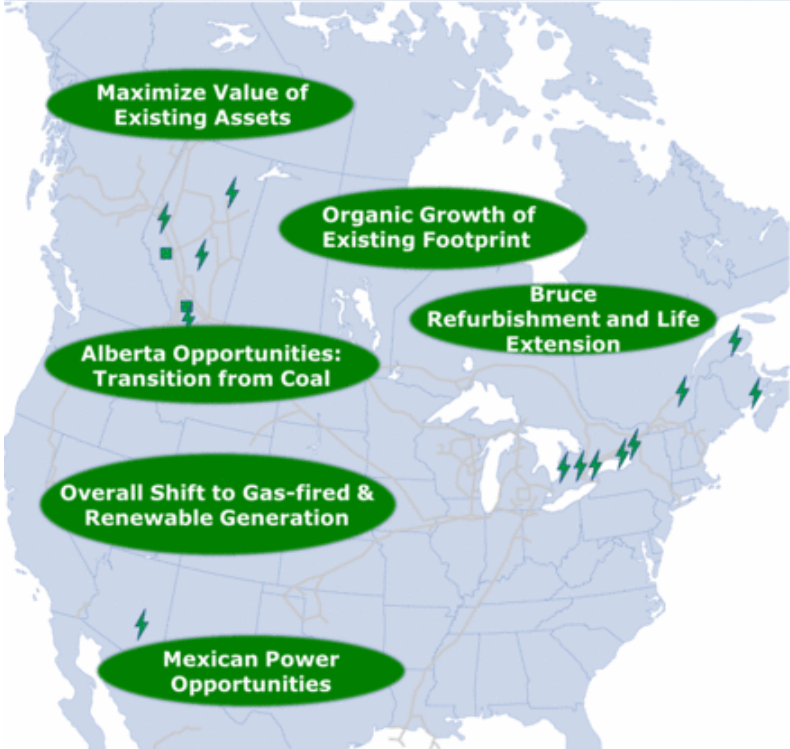 Maximize Value of
Existing Assets
Organic Growth of
Existing Footprint
Bruce
Refurbishment and Life
Extension
Alberta Opportunities:
Transition from Coal
Overall Shift to Gas-fired &
Renewable Generation
Mexican Power
Opportunities